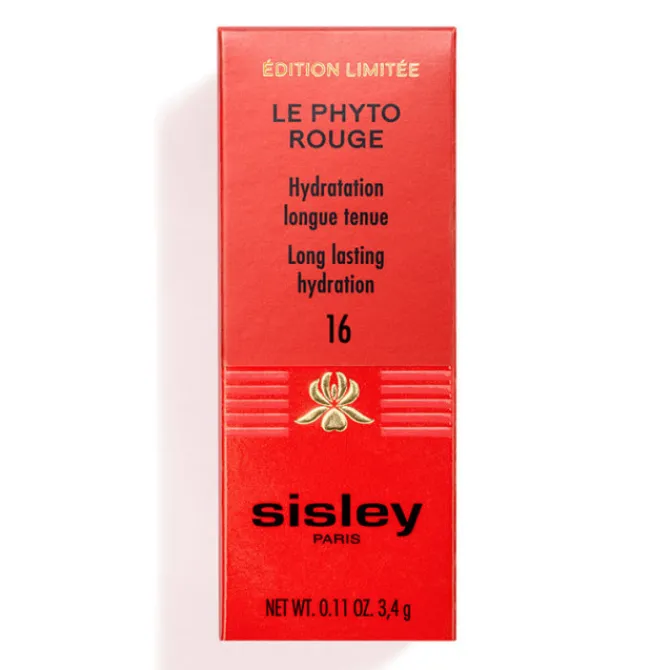 ÉDITION LIMITÉE
LE PHYTO
ROUGE
Hydratation
longue tenue
Long lasting
hydration
16
sisley
PARIS
NET WT. 0.11 OZ. 3,4 g